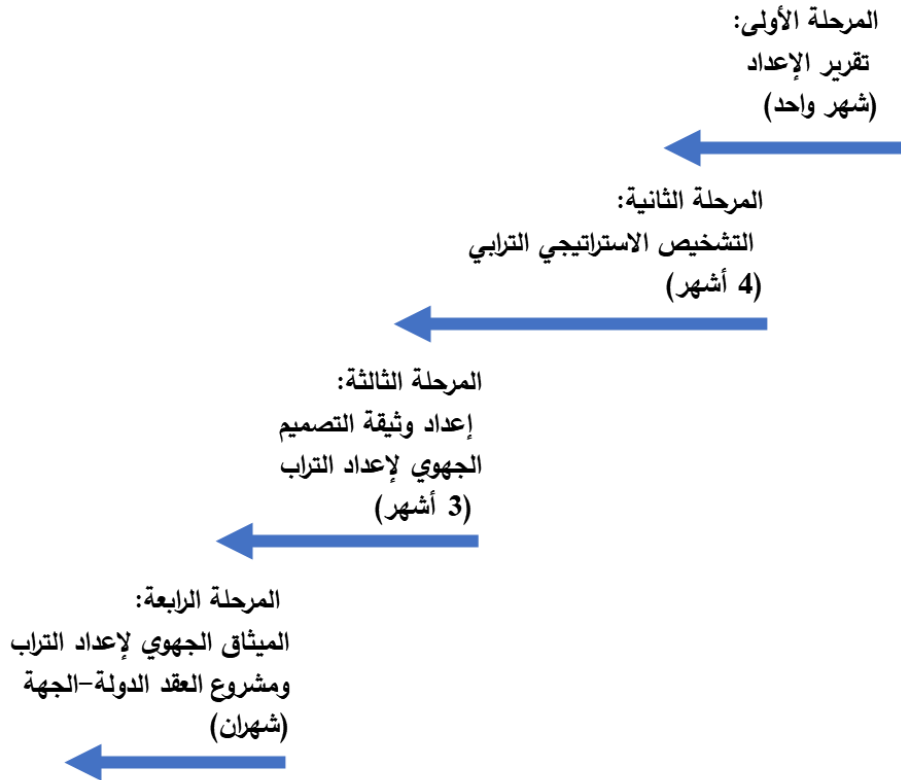 المرحلة الأولى:
تقرير الإعداد
(شهر واحد)
المرحلة الثانية:
التشخيص الاستراتيجي الترابي
(4 أشهر)
المرحلة الثالثة:
إعداد وثيقة التصميم
الجهوي لإعداد التراب
(3 أشهر)
المرحلة الرابعة:
الميثاق الجهوي لإعداد التراب
ومشروع العقد الدولة-الجهة
(شهران)